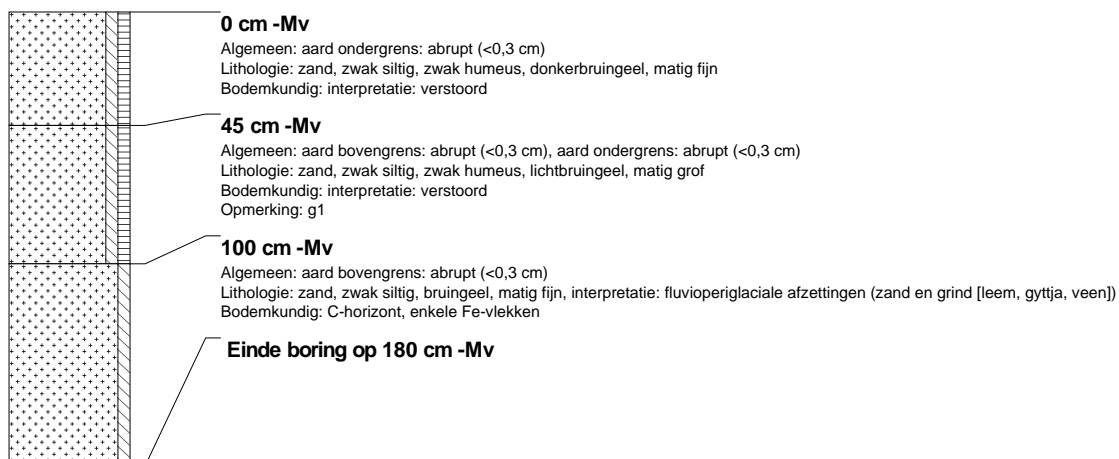 0 cm -Mv
Algemeen: aard ondergrens: abrupt (<0,3 cm)
Lithologie: zand, zwak siltig, zwak humeus, donkerbruingeel, matig fijn
Bodemkundig: interpretatie: verstoord
45 cm -Mv
Algemeen: aard bovengrens: abrupt (<0,3 cm), aard ondergrens: abrupt (<0,3 cm)
Lithologie: zand, zwak siltig, zwak humeus, lichtbruingeel, matig grof
Bodemkundig: interpretatie: verstoord
Opmerking: g1
100 cm -Mv
Algemeen: aard bovengrens: abrupt (<0,3 cm)
Lithologie: zand, zwak siltig, bruingeel, matig fijn, interpretatie: fluvioperiglaciale afzettingen (zand en grind [leem, gyttja, veen])
Bodemkundig: C-horizont, enkele Fe-vlekken
Einde boring op 180 cm -Mv